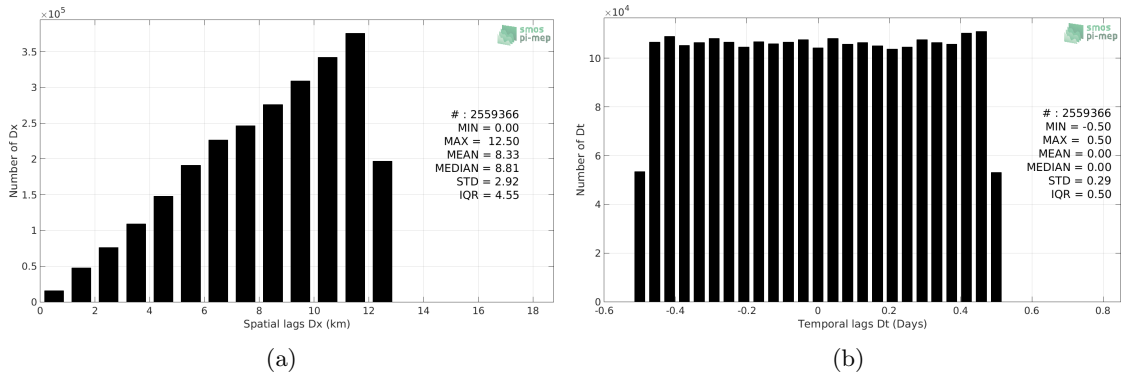 ×10⁵
3.5
3
2.5
2
1.5
1
0.5
0
Number of Dx
smos
pi-mep
# : 2559366
MIN = 0.00
MAX = 12.50
MEAN = 8.33
MEDIAN = 8.81
STD = 2.92
IQR = 4.55
0 2 4 6 8 10 12 14 16 18
Spatial lags Dx (km)
(a)
×10⁴
10
8
6
4
2
0
Number of Dt
smos
pi-mep
# : 2559366
MIN = -0.50
MAX = 0.50
MEAN = 0.00
MEDIAN = 0.00
STD = 0.29
IQR = 0.50
-0.6 -0.4 -0.2 0 0.2 0.4 0.6 0.8
Temporal lags Dt (Days)
(b)